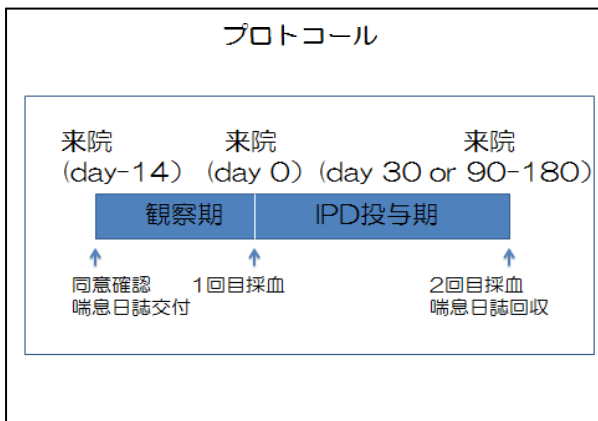 プロトコール
来院 来院 来院
(day-14) (day 0) (day 30 or 90-180)
観察期 IPD投与期
同意確認 1回目採血 2回目採血
喘息日誌交付 喘息日誌回収